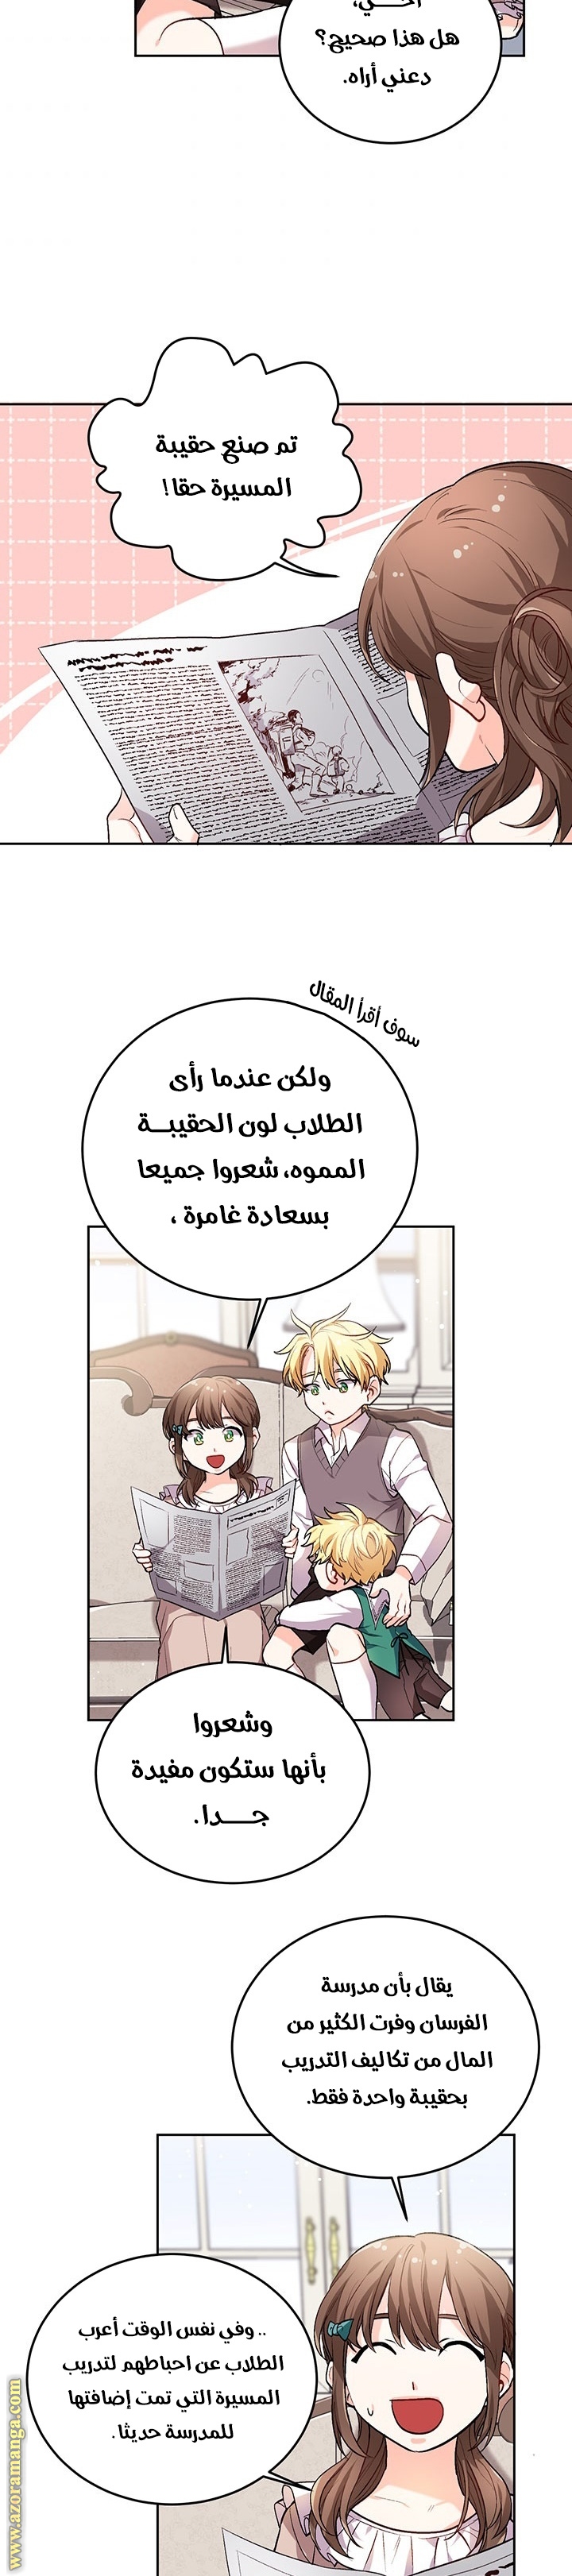 هل هذا صحيح؟
دعني أراه.
تم صنع حقيبة
المسيرة حقا!
سوف أقرأ المقال
ولكن عندما رأى
الطلاب لون الحقيبــة
المموه، شعروا جميعا
بسعادة غامرة ،
وشعروا
بأنها ستكون مفيدة
جـــدا.
يقال بأن مدرسة
الفرسان وفرت الكثير من
المال من تكاليف التدريب
بحقيبة واحدة فقط.
.. وفي نفس الوقت أعرب
الطلاب عن احباطهم لتدريب
المسيرة التي تمت إضافتها
للمدرسة حديثا.
www.azoramanga.com